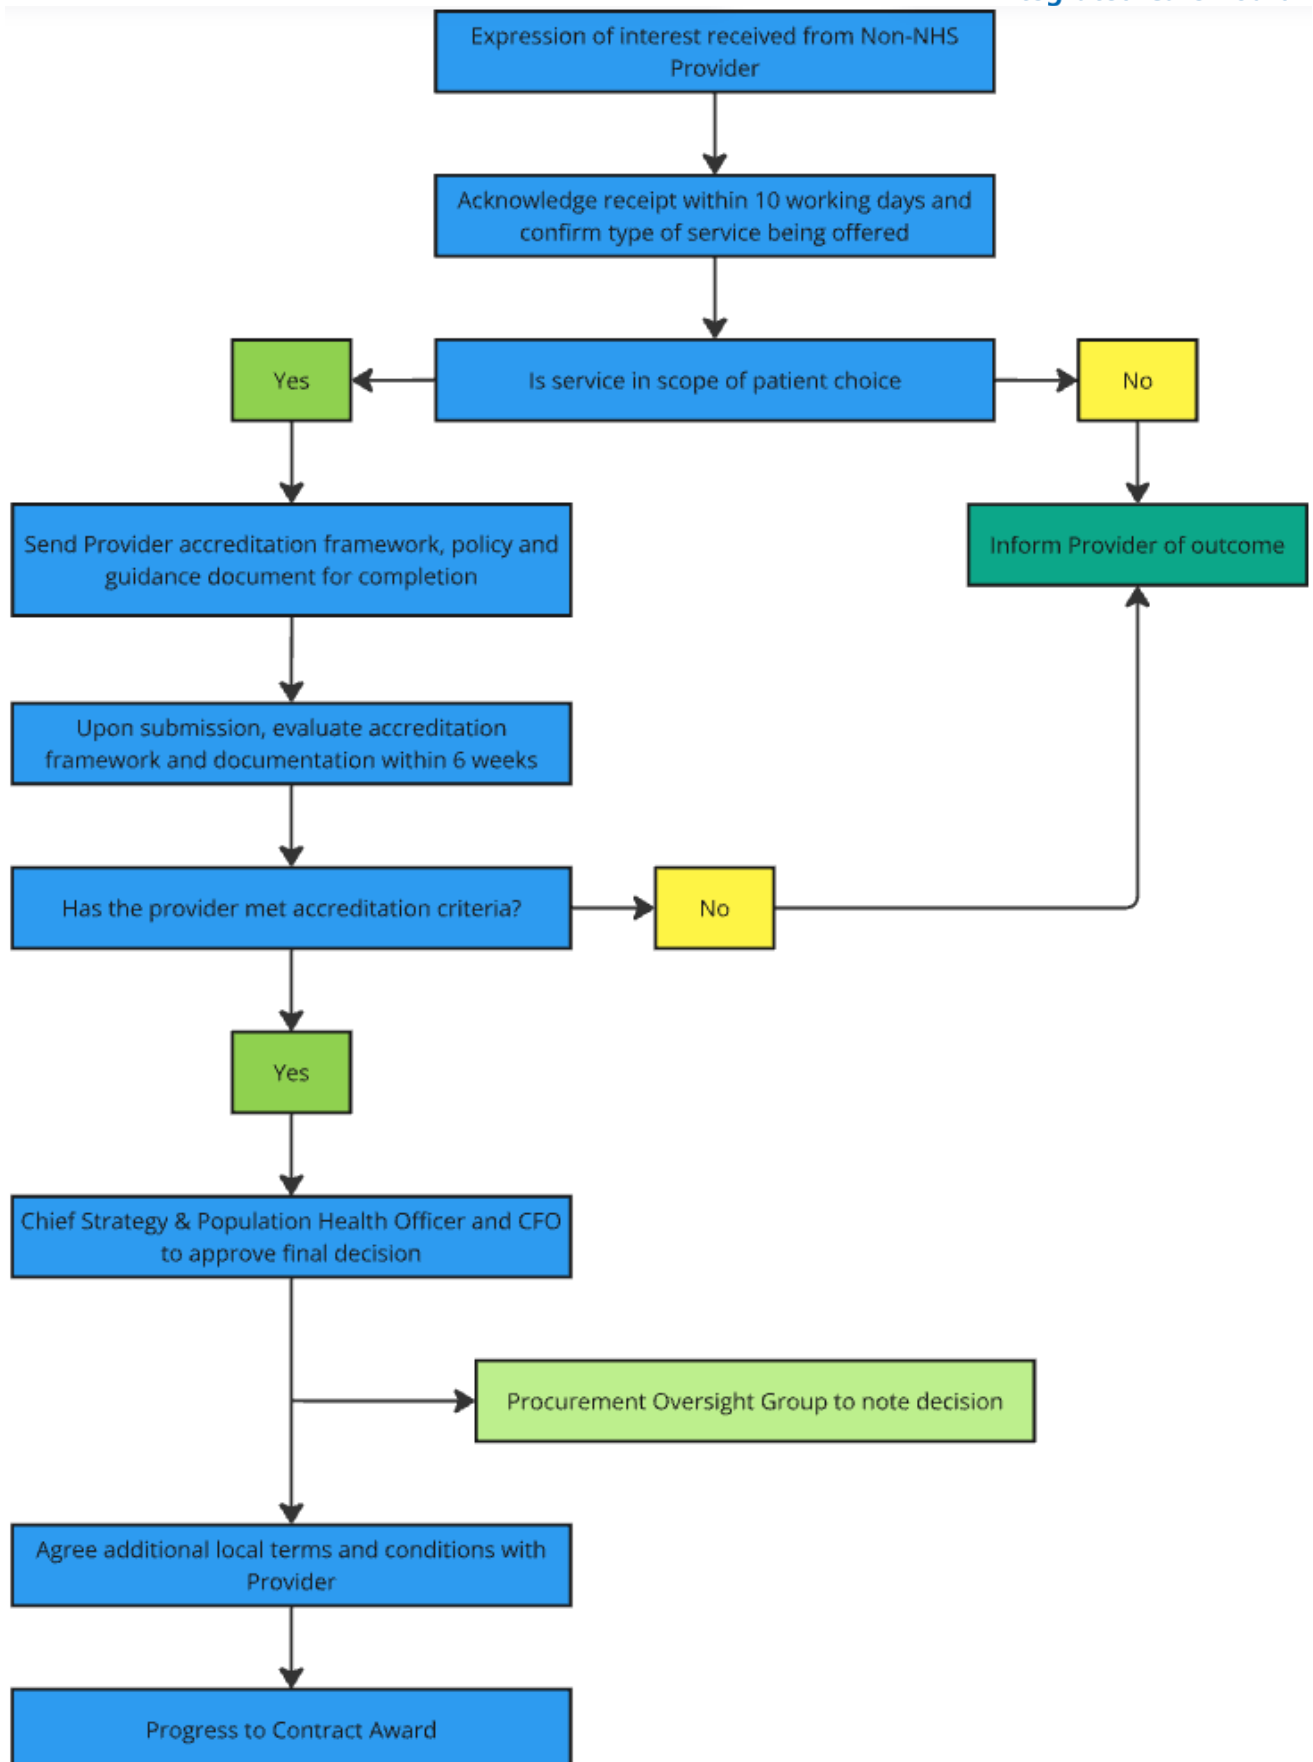 Expression of interest received from Non-NHS
Provider
Acknowledge receipt within 10 working days and
confirm type of service being offered
Yes
Is service in scope of patient choice
No
Send Provider accreditation framework, policy and
guidance document for completion
Inform Provider of outcome
Upon submission, evaluate accreditation
framework and documentation within 6 weeks
Has the provider met accreditation criteria?
No
Yes
Chief Strategy & Population Health Officer and CFO
to approve final decision
Procurement Oversight Group to note decision
Agree additional local terms and conditions with
Provider
Progress to Contract Award